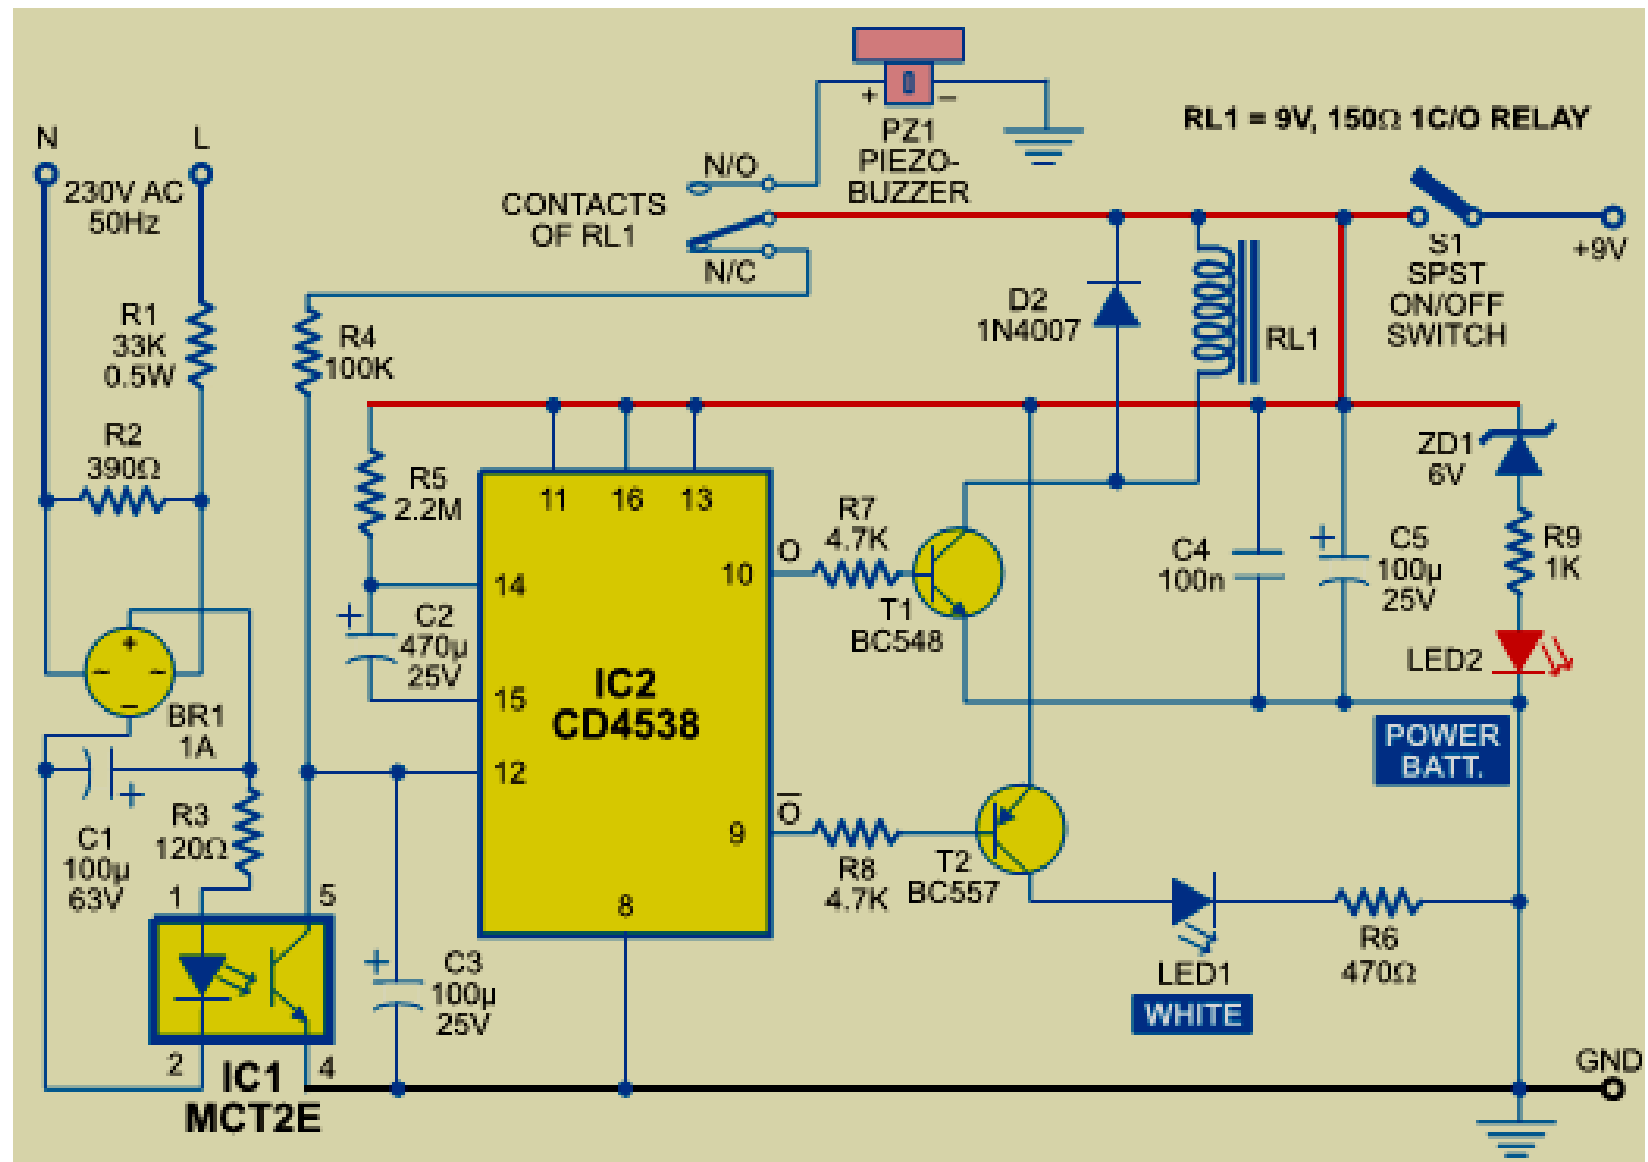 N
L
230V AC
50Hz
R1
33K
0.5W
R2
390Ω
+
–
–
–
BR1
1A
+
C1
100µ
63V
R3
120Ω
1
5
2
4
IC1
MCT2E
R4
100K
CONTACTS
OF RL1
N/O
N/C
+
–
PZ1
PIEZO-
BUZZER
RL1 = 9V, 150Ω 1C/O RELAY
S1
SPST
ON/OFF
SWITCH
+9V
D2
1N4007
RL1
R5
2.2M
+
C2
470µ
25V
+
C3
100µ
25V
11
16
13
14
15
12
10
9
8
IC2
CD4538
O
R7
4.7K
T1
BC548
O̅
R8
4.7K
T2
BC557
C4
100n
+
C5
100µ
25V
ZD1
6V
R9
1K
LED2
POWER
BATT.
LED1
WHITE
R6
470Ω
GND